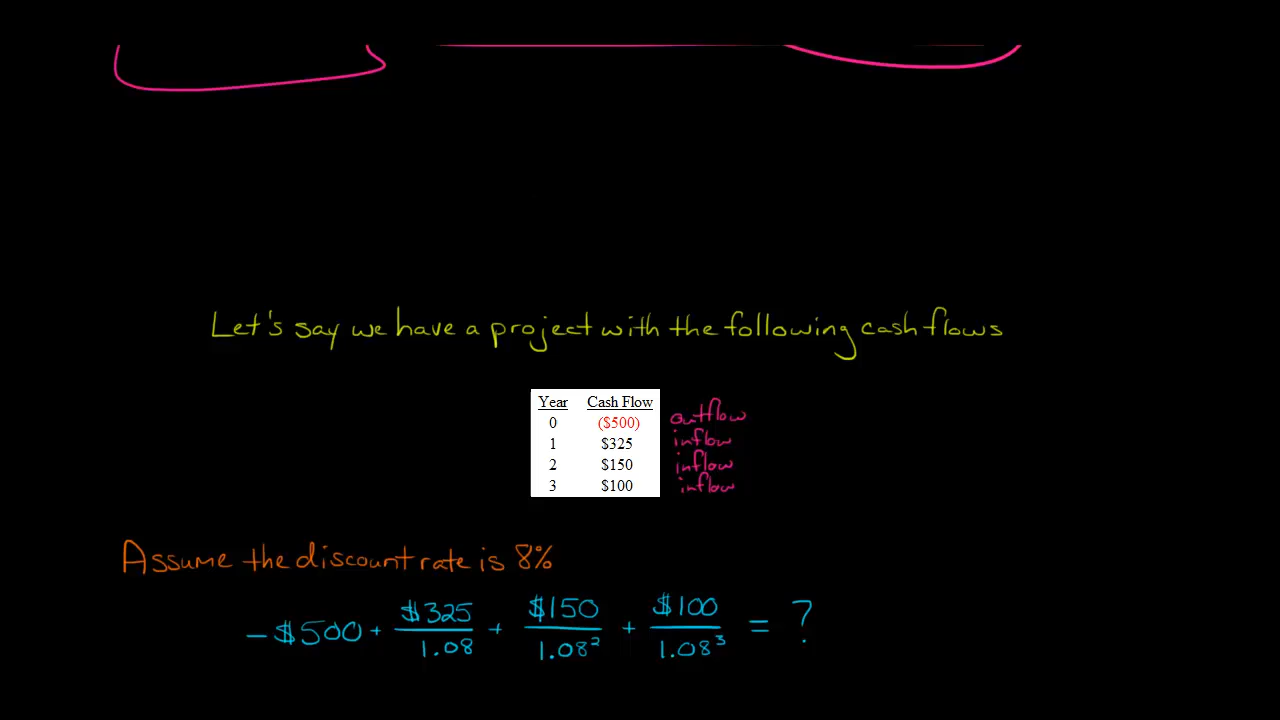 Let's say we have a project with the following cash flows
Year Cash Flow
0 ($500) outflow
1 $325 inflow
2 $150 inflow
3 $100 inflow
Assume the discount rate is 8%
-$500 + $325/1.08 + $150/1.08² + $100/1.08³ = ?